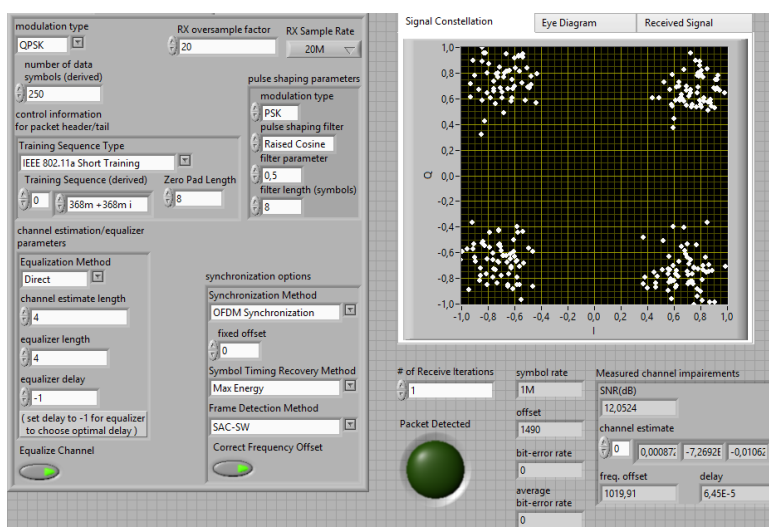 modulation type
QPSK
RX oversample factor
20
RX Sample Rate
20M
number of data
symbols (derived)
250
control information
for packet header/tail
Training Sequence Type
IEEE 802.11a Short Training
Training Sequence (derived)
0
368m +368m i
Zero Pad Length
8
pulse shaping parameters
modulation type
PSK
pulse shaping filter
Raised Cosine
filter parameter
0,5
filter length (symbols)
8
channel estimation/equalizer
parameters
Equalization Method
Direct
channel estimate length
4
equalizer length
4
equalizer delay
-1
( set delay to -1 for equalizer
to choose optimal delay )
Equalize Channel
synchronization options
Synchronization Method
OFDM Synchronization
fixed offset
0
Symbol Timing Recovery Method
Max Energy
Frame Detection Method
SAC-SW
Correct Frequency Offset
Signal Constellation
Eye Diagram
Received Signal
1,0
0,8
0,6
0,4
0,2
0,0
-0,2
-0,4
-0,6
-0,8
-1,0
Q
-1,0 -0,8 -0,6 -0,4 -0,2 0,0 0,2 0,4 0,6 0,8 1,0
I
# of Receive Iterations
1
Packet Detected
symbol rate
1M
offset
1490
bit-error rate
0
average
bit-error rate
0
Measured channel impairements
SNR(dB)
12,0524
channel estimate
0
0,00087 -7,2692E -0,0106
freq. offset
1019,91
delay
6,45E-5